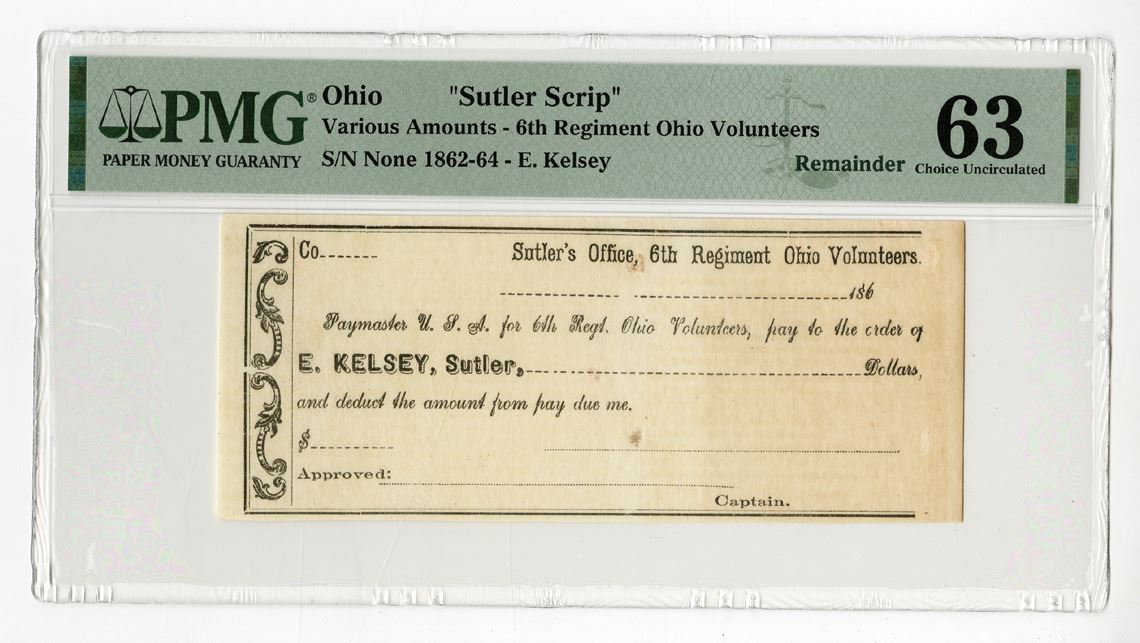 PMG® Ohio "Sutler Scrip"
PAPER MONEY GUARANTY
Various Amounts - 6th Regiment Ohio Volunteers
S/N None 1862-64 - E. Kelsey
Remainder
63
Choice Uncirculated
Co.
Sutler's Office, 6th Regiment Ohio Volunteers.
186
Paymaster U. S. A. for 6th Regt. Ohio Volunteers, pay to the order of
E. KELSEY, Sutler, Dollars,
and deduct the amount from pay due me.
$
Approved:
Captain.